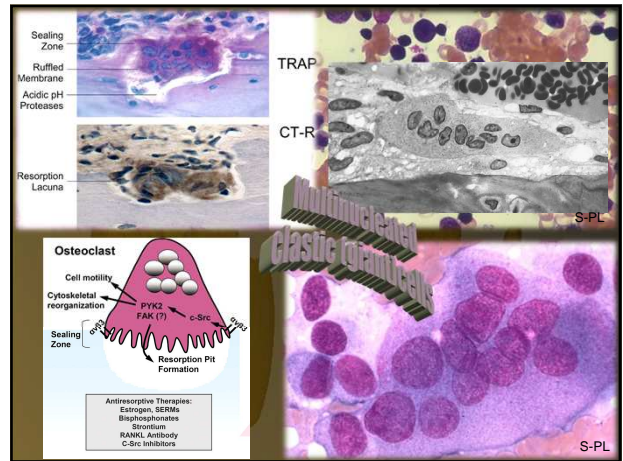 Sealing
Zone
Ruffled
Membrane
Acidic pH
Proteases
TRAP
CT-R
Resorption
Lacuna
S-PL
Multinucleated
clastic (giant) cells
Osteoclast
Cell motility
Cytoskeletal
reorganization
PYK2
FAK (?)
c-Src
αvβ3
αvβ3
Sealing
Zone
Resorption Pit
Formation
Antiresorptive Therapies:
Estrogen, SERMs
Bisphosphonates
Strontium
RANKL Antibody
C-Src Inhibitors
S-PL